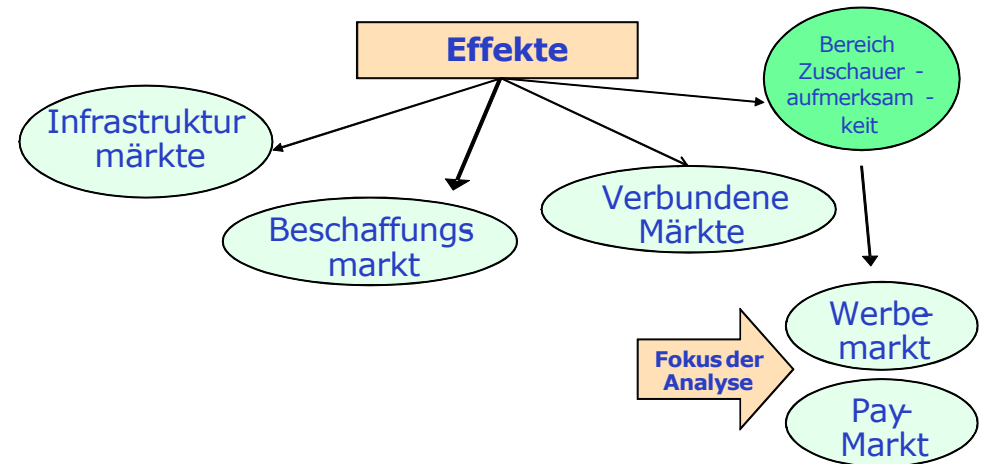 Effekte
Bereich
Zuschauer -
aufmerksam -
keit
Infrastruktur
märkte
Beschaffungs
markt
Verbundene
Märkte
Werbe-
markt
Fokus der
Analyse
Pay-
Markt